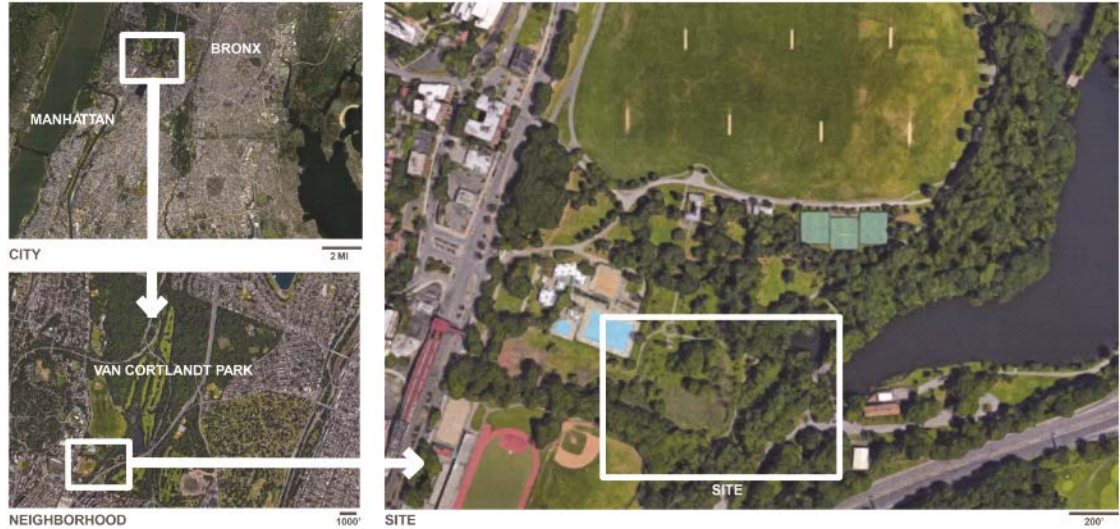 BRONX
MANHATTAN
CITY
2 MI
VAN CORTLANDT PARK
NEIGHBORHOOD
1000'
SITE
SITE
200'